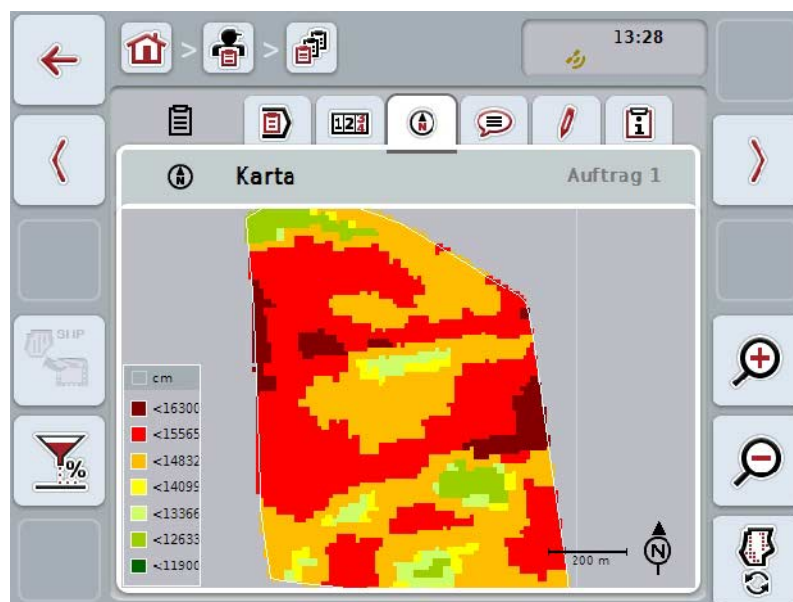 13:28
Karta
Auftrag 1
SHP
cm
<16300
<15565
<14832
<14099
<13366
<12633
<11900
%
200 m
N